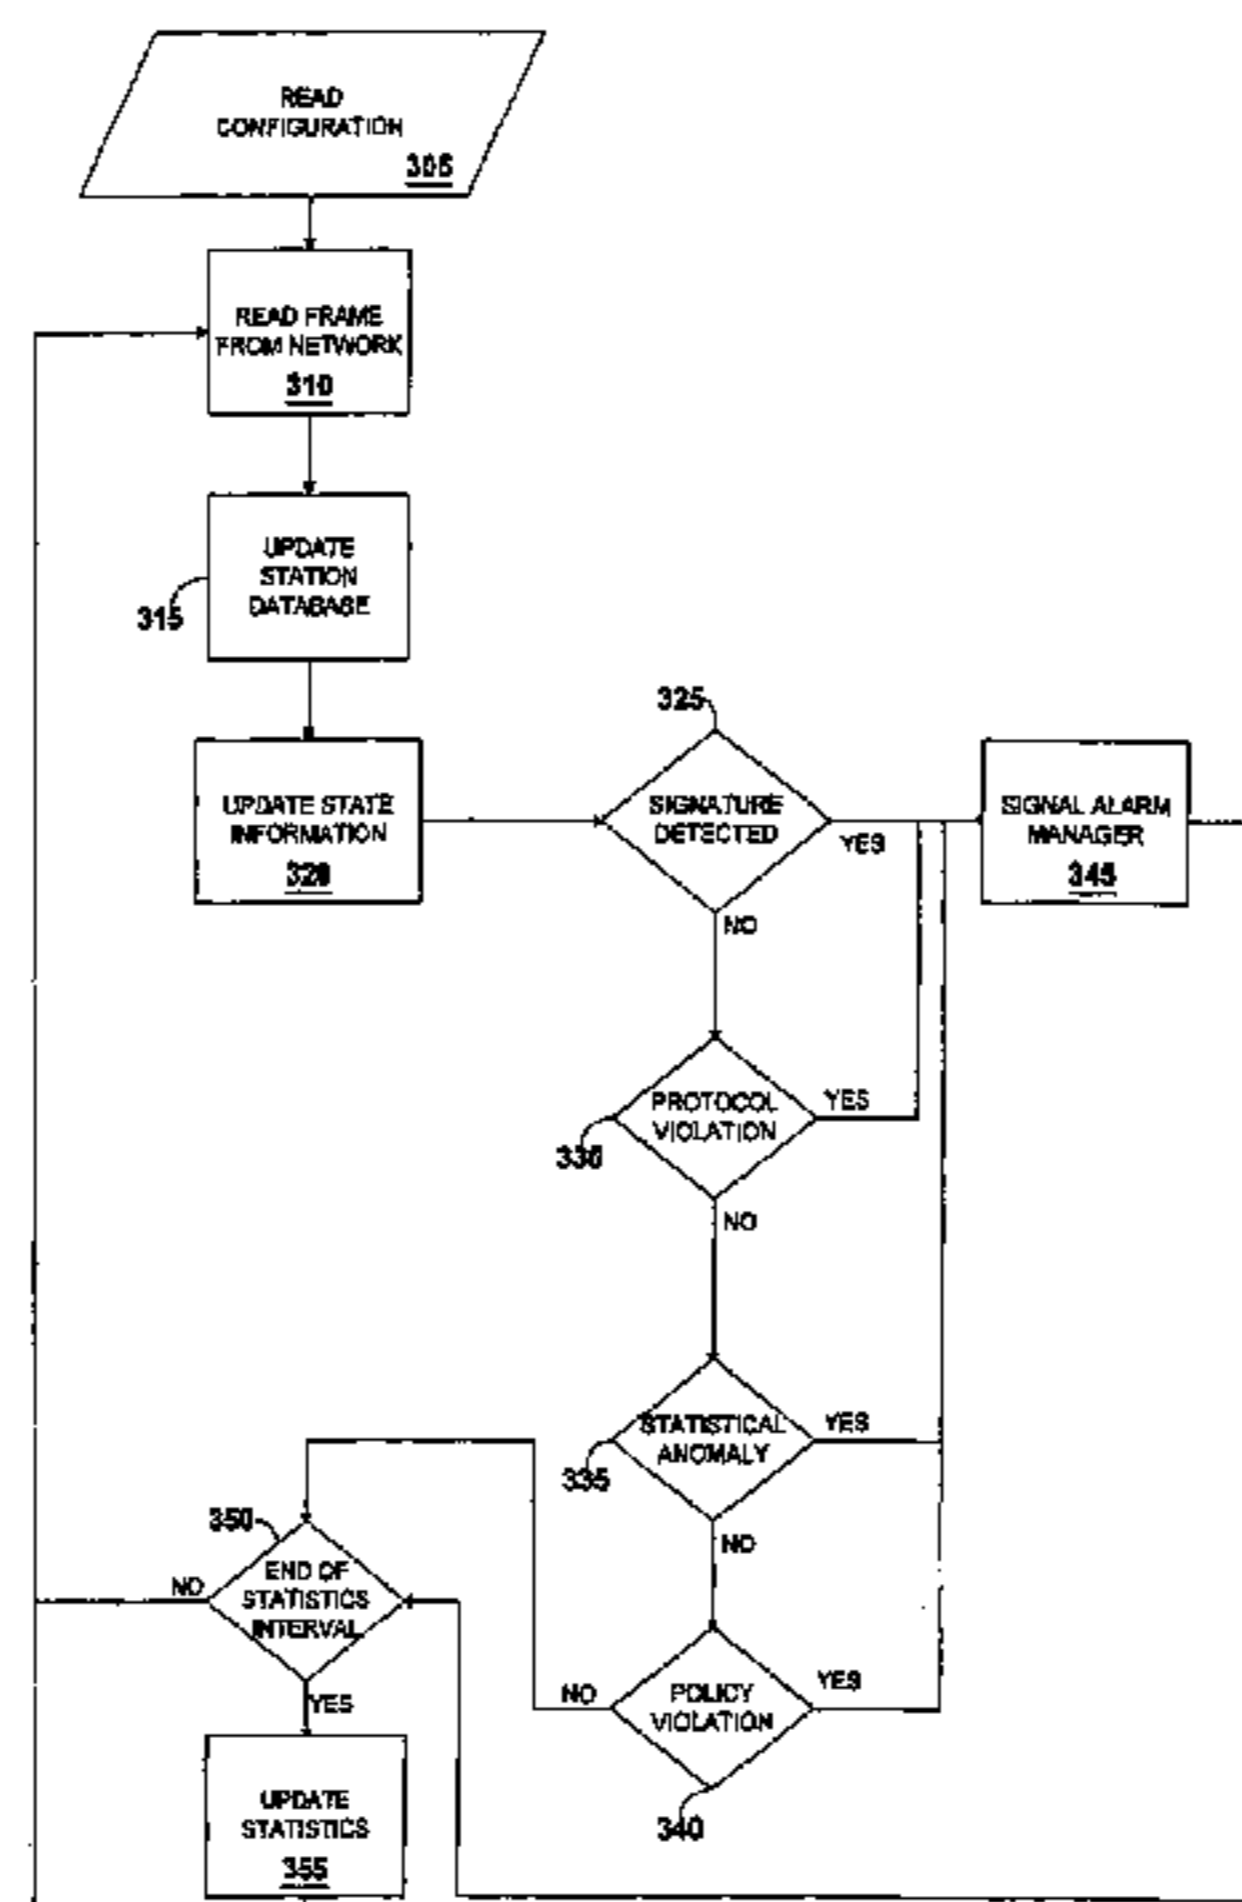 READ
CONFIGURATION
305
READ FRAME
FROM NETWORK
310
UPDATE
STATION
DATABASE
315
UPDATE STATE
INFORMATION
320
325
SIGNATURE
DETECTED
YES
NO
SIGNAL ALARM
MANAGER
345
PROTOCOL
VIOLATION
YES
330
NO
STATISTICAL
ANOMALY
YES
335
NO
350
END OF
STATISTICS
INTERVAL
NO
YES
POLICY
VIOLATION
NO
YES
340
UPDATE
STATISTICS
355